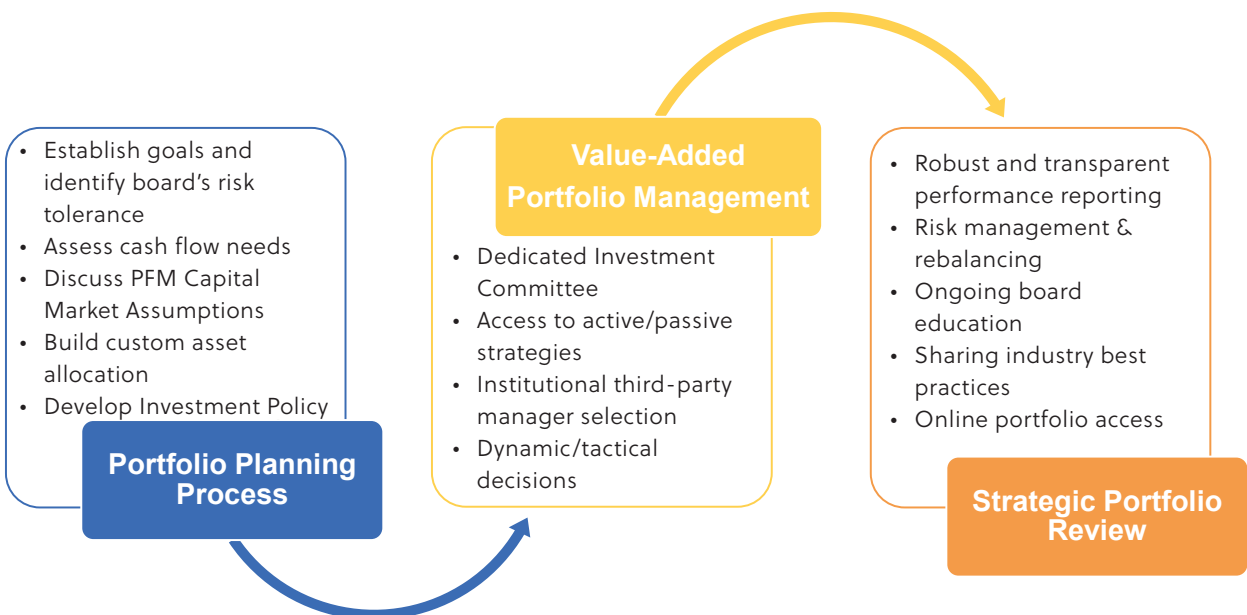 • Establish goals and
identify board's risk
tolerance
• Assess cash flow needs
• Discuss PFM Capital
Market Assumptions
• Build custom asset
allocation
• Develop Investment Policy
Portfolio Planning
Process
Value-Added
Portfolio Management
• Dedicated Investment
Committee
• Access to active/passive
strategies
• Institutional third-party
manager selection
• Dynamic/tactical
decisions
• Robust and transparent
performance reporting
• Risk management &
rebalancing
• Ongoing board
education
• Sharing industry best
practices
• Online portfolio access
Strategic Portfolio
Review